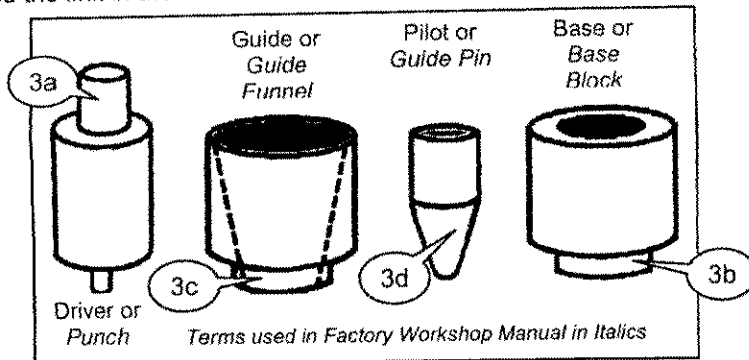 3a
Guide or
Guide
Funnel
Pilot or
Guide Pin
Base or
Base
Block
3c
3d
3b
Driver or
Punch
Terms used in Factory Workshop Manual in Italics